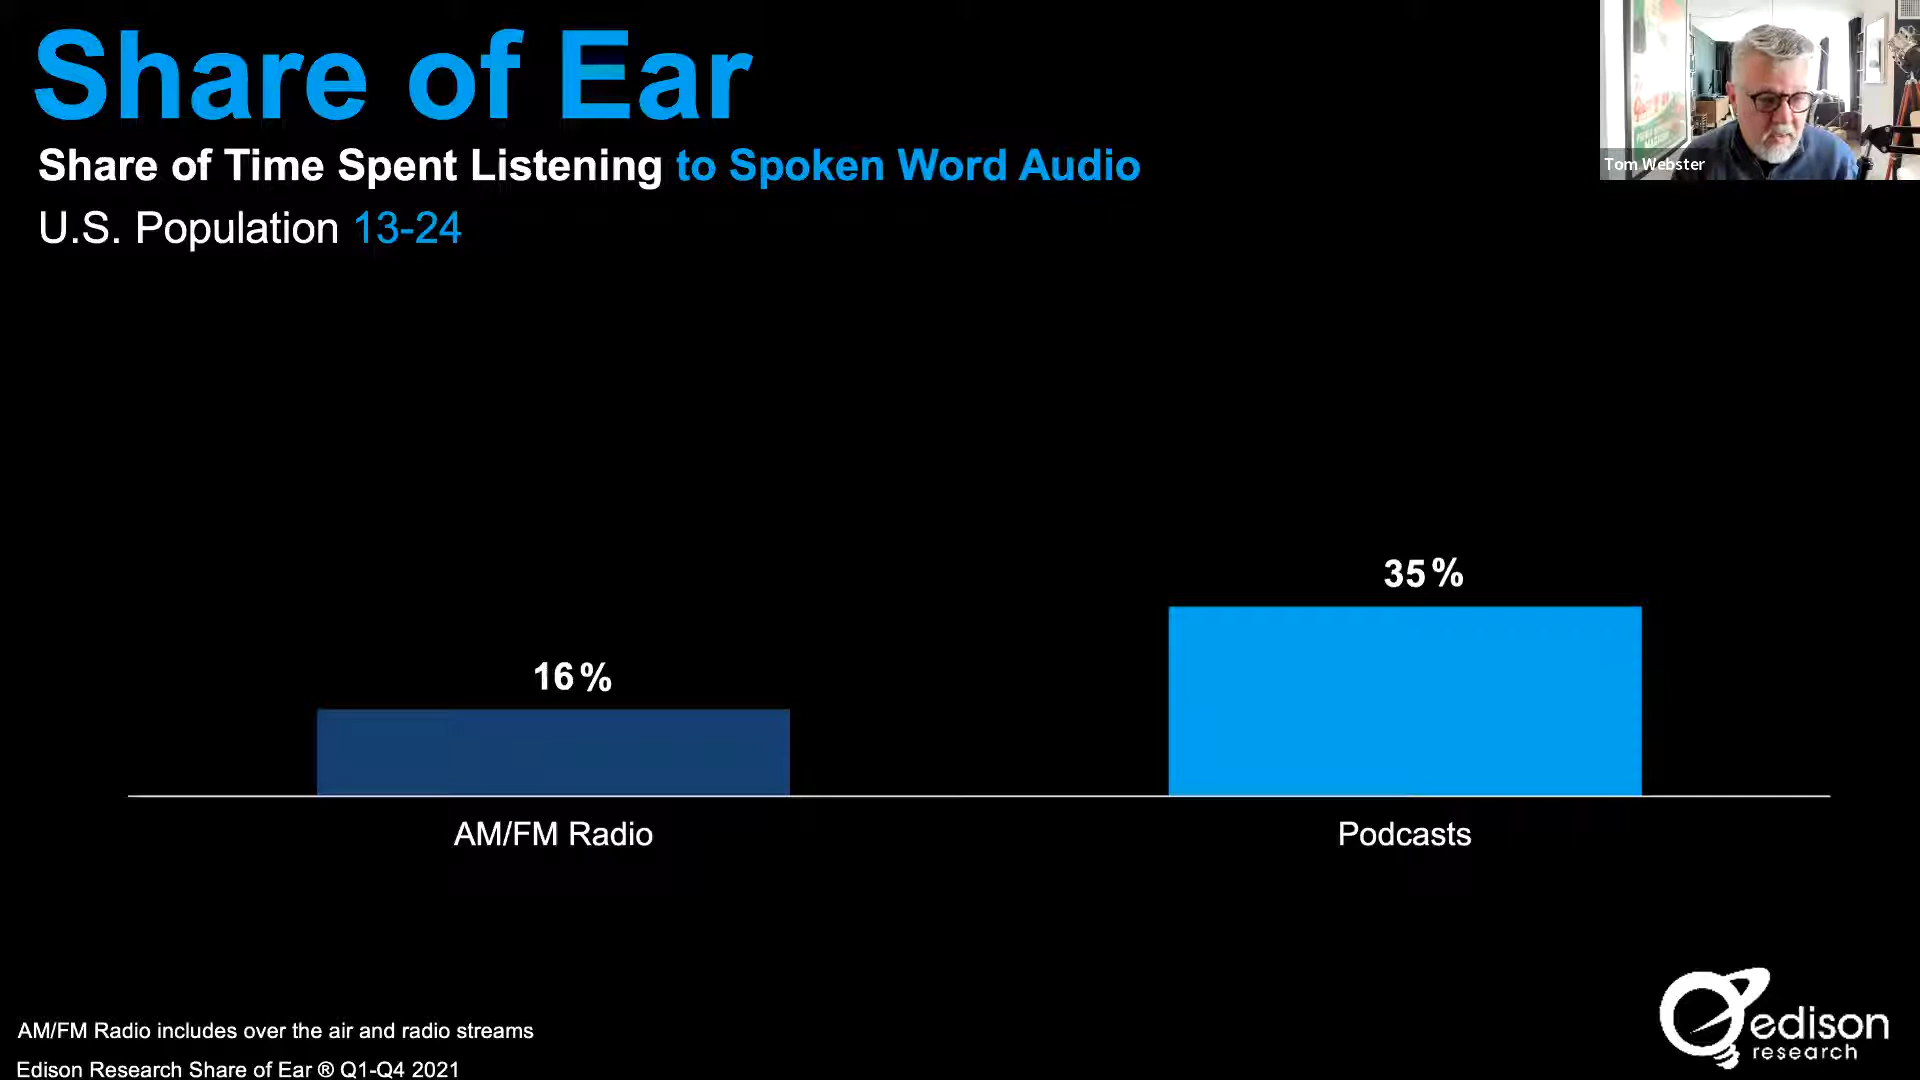 Share of Ear
Share of Time Spent Listening to Spoken Word Audio
U.S. Population 13-24
Tom Webster
35%
16%
AM/FM Radio
Podcasts
AM/FM Radio includes over the air and radio streams
Edison Research Share of Ear ® Q1-Q4 2021
edison
research